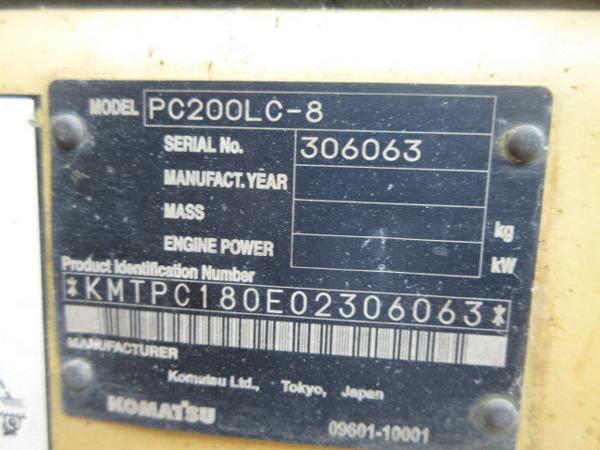 MODEL PC200LC-8
SERIAL No. 306063
MANUFACT. YEAR
MASS kg
ENGINE POWER kW
Product Identification Number
*KMTPC180E02306063*
MANUFACTURER
Komatsu Ltd., Tokyo, Japan
KOMATSU
09601-10001